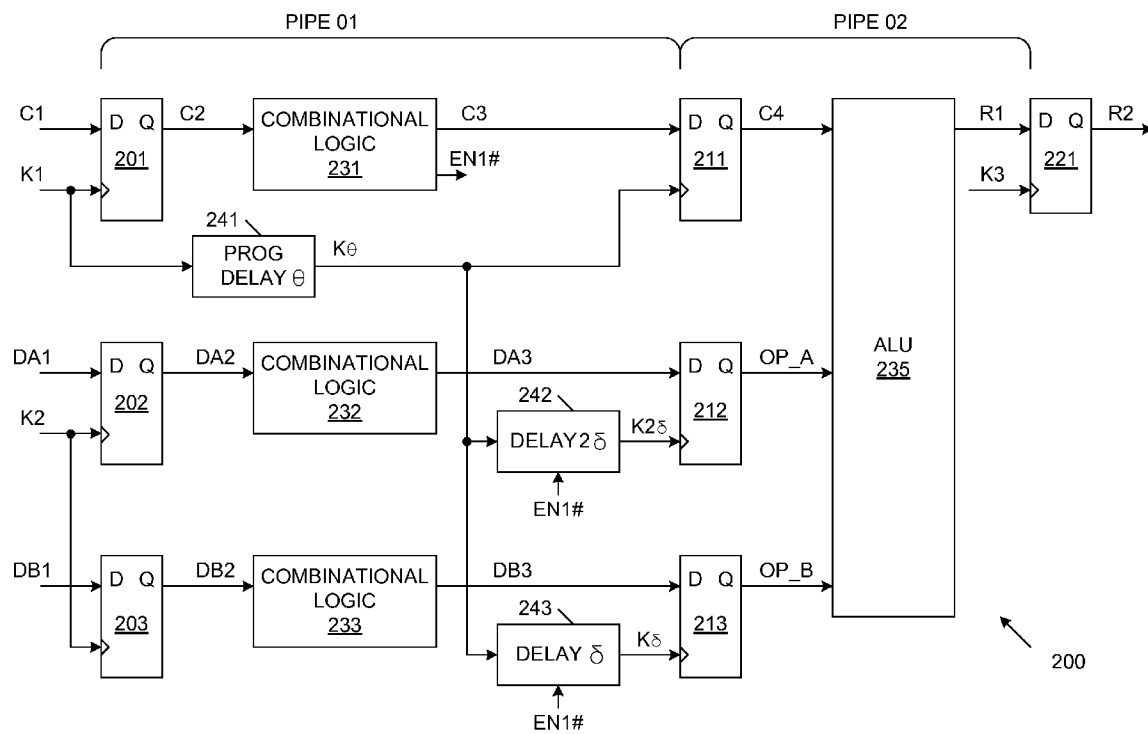 PIPE 01
PIPE 02
C1
D Q
201
K1
C2
COMBINATIONAL
LOGIC
231
C3
EN1#
D Q
211
C4
R1
D Q
221
R2
K3
241
PROG
DELAY θ
Kθ
ALU
235
DA1
D Q
202
K2
DA2
COMBINATIONAL
LOGIC
232
DA3
242
DELAY2 δ
K2δ
EN1#
D Q
212
OP_A
DB1
D Q
203
DB2
COMBINATIONAL
LOGIC
233
DB3
243
DELAY δ
Kδ
EN1#
D Q
213
OP_B
200